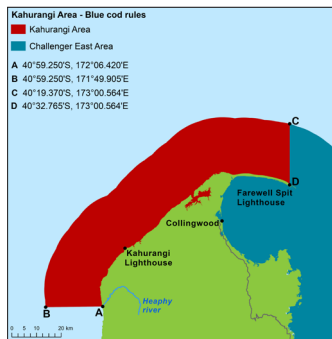 Kahurangi Area - Blue cod rules
Kahurangi Area
Challenger East Area
A 40°59.250'S, 172°06.420'E
B 40°59.250'S, 171°49.905'E
C 40°19.370'S, 173°00.564'E
D 40°32.765'S, 173°00.564'E
C
D
Farewell Spit
Lighthouse
Collingwood
Kahurangi
Lighthouse
Heaphy
river
B
A
0 5 10 20 km